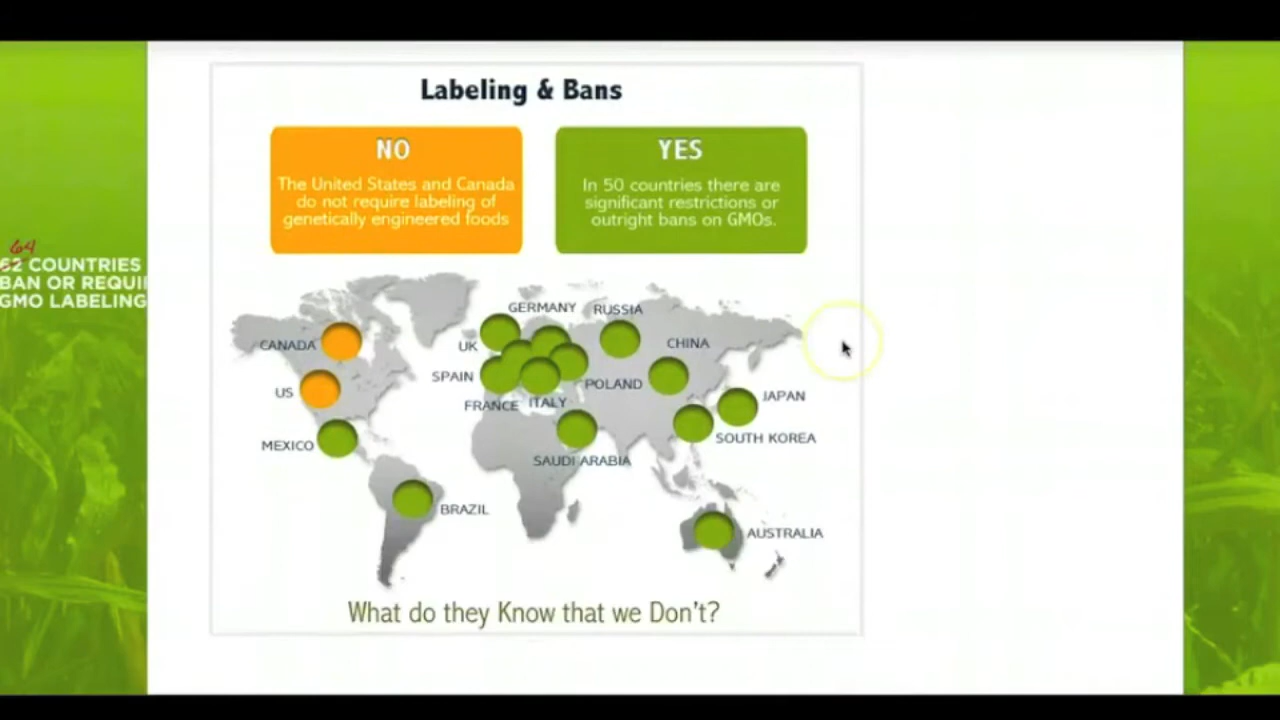 Labeling & Bans
NO
The United States and Canada
do not require labeling of
genetically engineered foods
YES
In 50 countries there are
significant restrictions or
outright bans on GMOs.
64
62 COUNTRIES
BAN OR REQUI
GMO LABELING
GERMANY
RUSSIA
CANADA
UK
CHINA
SPAIN
POLAND
US
FRANCE
ITALY
JAPAN
MEXICO
SOUTH KOREA
SAUDI ARABIA
BRAZIL
AUSTRALIA
What do they Know that we Don't?